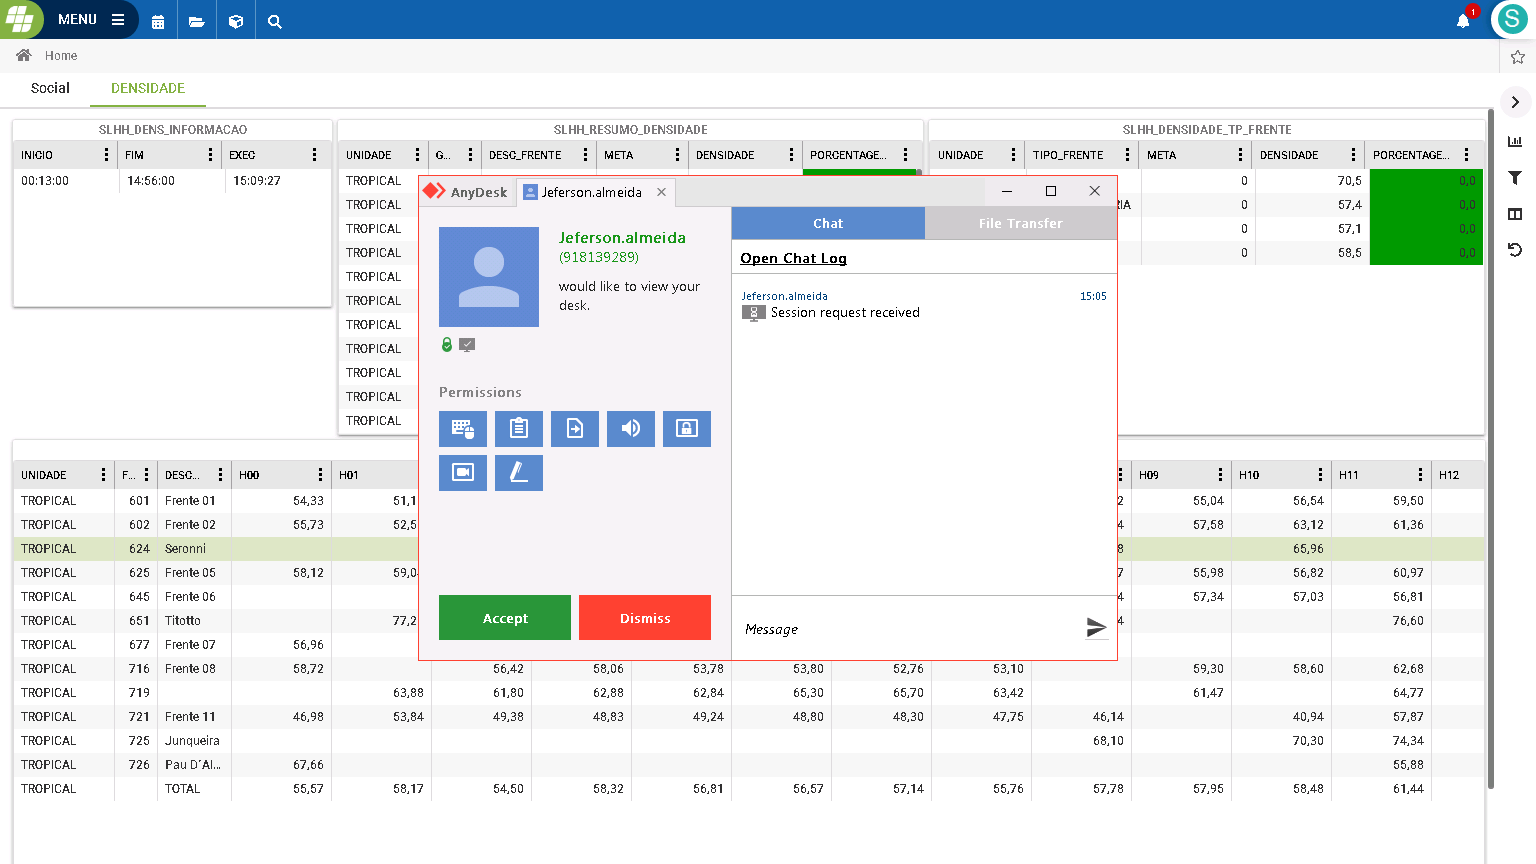 MENU
1
S
Home
Social DENSIDADE
SLHH_DENS_INFORMACAO
INICIO FIM EXEC
00:13:00 14:56:00 15:09:27
SLHH_RESUMO_DENSIDADE
UNIDADE G... DESC_FRENTE META DENSIDADE PORCENTAGE...
TROPICAL
TROPICAL
TROPICAL
TROPICAL
TROPICAL
TROPICAL
TROPICAL
TROPICAL
TROPICAL
TROPICAL
TROPICAL
SLHH_DENSIDADE_TP_FRENTE
UNIDADE TIPO_FRENTE META DENSIDADE PORCENTAGE...
0 70,5 0,0
RIA 0 57,4 0,0
0 57,1 0,0
0 58,5 0,0
AnyDesk Jeferson.almeida
Jeferson.almeida
(918139289)
would like to view your
desk.
Permissions
Accept Dismiss
Chat File Transfer
Open Chat Log
Jeferson.almeida 15:05
Session request received
Message
UNIDADE F... DESC... H00 H01 H09 H10 H11 H12
TROPICAL 601 Frente 01 54,33 51,1 2 55,04 56,54 59,50
TROPICAL 602 Frente 02 55,73 52,5 4 57,58 63,12 61,36
TROPICAL 624 Seronni 8 65,96
TROPICAL 625 Frente 05 58,12 59,0 7 55,98 56,82 60,97
TROPICAL 645 Frente 06 4 57,34 57,03 56,81
TROPICAL 651 Titotto 77,2 4 76,60
TROPICAL 677 Frente 07 56,96
TROPICAL 716 Frente 08 58,72 56,42 58,06 53,78 53,80 52,76 53,10 59,30 58,60 62,68
TROPICAL 719 63,88 61,80 62,88 62,84 65,30 65,70 63,42 61,47 64,77
TROPICAL 721 Frente 11 46,98 53,84 49,38 48,83 49,24 48,80 48,30 47,75 46,14 40,94 57,87
TROPICAL 725 Junqueira 68,10 70,30 74,34
TROPICAL 726 Pau D´Al... 67,66 55,88
TROPICAL TOTAL 55,57 58,17 54,50 58,32 56,81 56,57 57,14 55,76 57,78 57,95 58,48 61,44